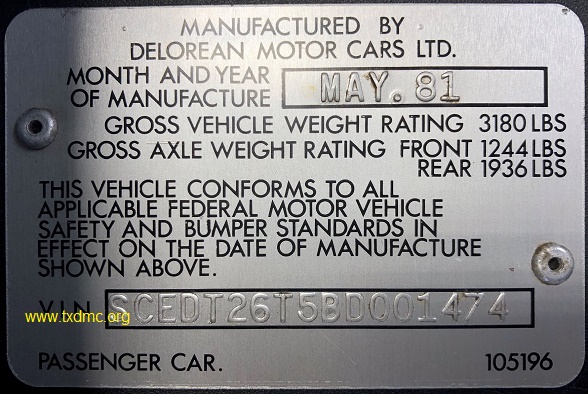 MANUFACTURED BY
DELOREAN MOTOR CARS LTD.
MONTH AND YEAR
OF MANUFACTURE MAY.81
GROSS VEHICLE WEIGHT RATING 3180 LBS
GROSS AXLE WEIGHT RATING FRONT 1244 LBS
REAR 1936 LBS
THIS VEHICLE CONFORMS TO ALL
APPLICABLE FEDERAL MOTOR VEHICLE
SAFETY AND BUMPER STANDARDS IN
EFFECT ON THE DATE OF MANUFACTURE
SHOWN ABOVE.
V.I.N. SCEDT26T5BD001474
www.txdmc.org
PASSENGER CAR. 105196